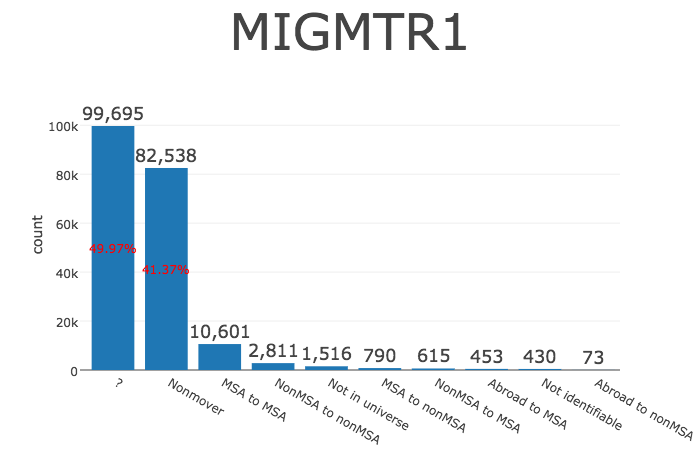 MIGMTR1
99,695
82,538
10,601
2,811
1,516
790
615
453
430
73
100k
80k
60k
40k
20k
0
count
49.97%
41.37%
?
Nonmover
MSA to MSA
NonMSA to nonMSA
Not in universe
MSA to nonMSA
NonMSA to MSA
Abroad to MSA
Not identifiable
Abroad to nonMSA